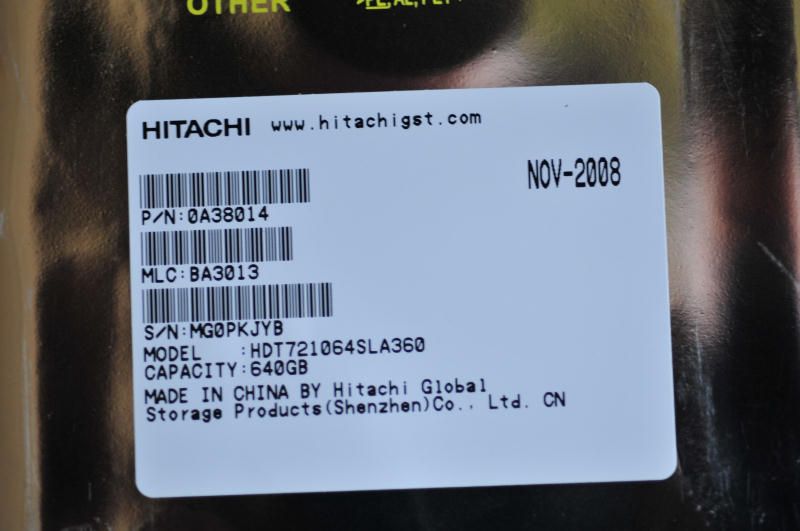 OTHER
HITACHI www.hitachigst.com
NOV-2008
P/N:0A38014
MLC:BA3013
S/N:MG0PKJYB
MODEL :HDT721064SLA360
CAPACITY:640GB
MADE IN CHINA BY Hitachi Global
Storage Products(Shenzhen)Co., Ltd. CN